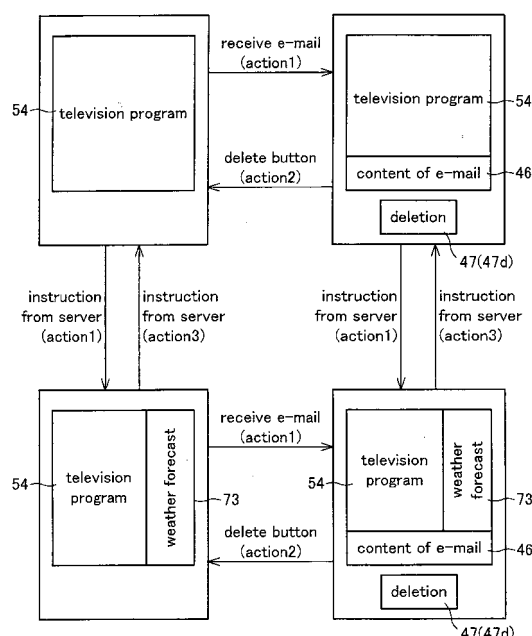 receive e-mail
(action1)
54
television program
television program
54
delete button
(action2)
content of e-mail
46
deletion
47(47d)
instruction
from server
(action1)
instruction
from server
(action3)
instruction
from server
(action1)
instruction
from server
(action3)
receive e-mail
(action1)
54
television
program
weather forecast
73
54
television
program
weather
forecast
73
delete button
(action2)
content of e-mail
46
deletion
47(47d)